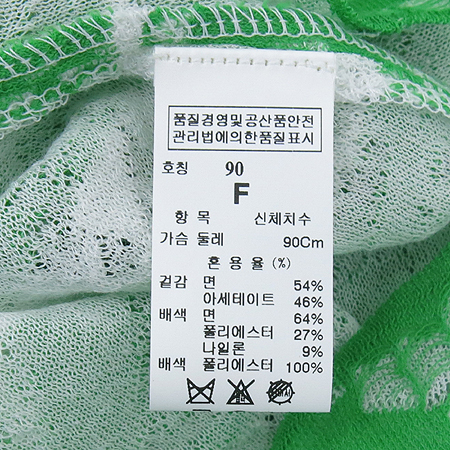 품질경영및공산품안전
관리법에의한품질표시
호칭 90
F
항 목 신체치수
가슴 둘레 90Cm
혼 용 율 (%)
겉감 면 54%
아세테이트 46%
배색 면 64%
폴리에스터 27%
나일론 9%
배색 폴리에스터 100%